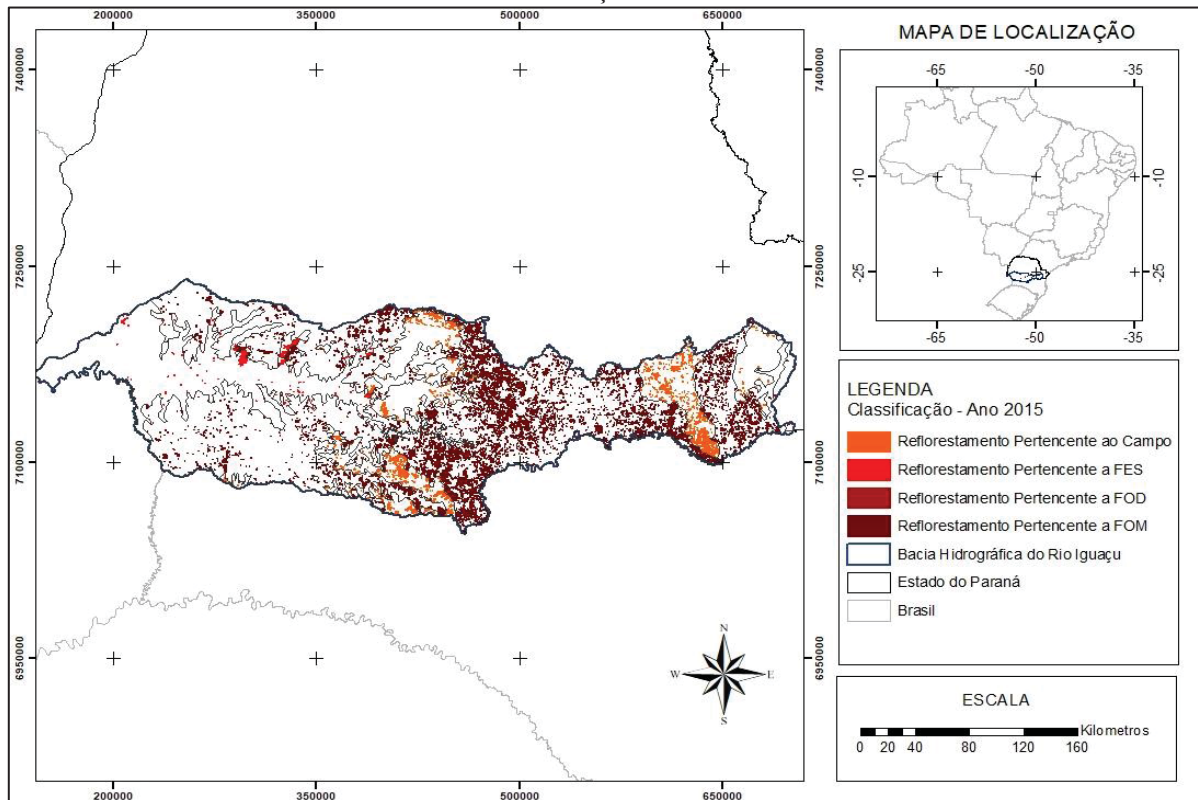 200000 350000 500000 650000
7400000 7400000
7250000 7250000
7100000 7100000
6950000 6950000
200000 350000 500000 650000
N
W E
S
MAPA DE LOCALIZAÇÃO
-65 -50 -35
-10 -10
-25 -25
-65 -50 -35
LEGENDA
Classificação - Ano 2015
Reflorestamento Pertencente ao Campo
Reflorestamento Pertencente a FES
Reflorestamento Pertencente a FOD
Reflorestamento Pertencente a FOM
Bacia Hidrográfica do Rio Iguaçu
Estado do Paraná
Brasil
ESCALA
Kilometros
0 20 40 80 120 160